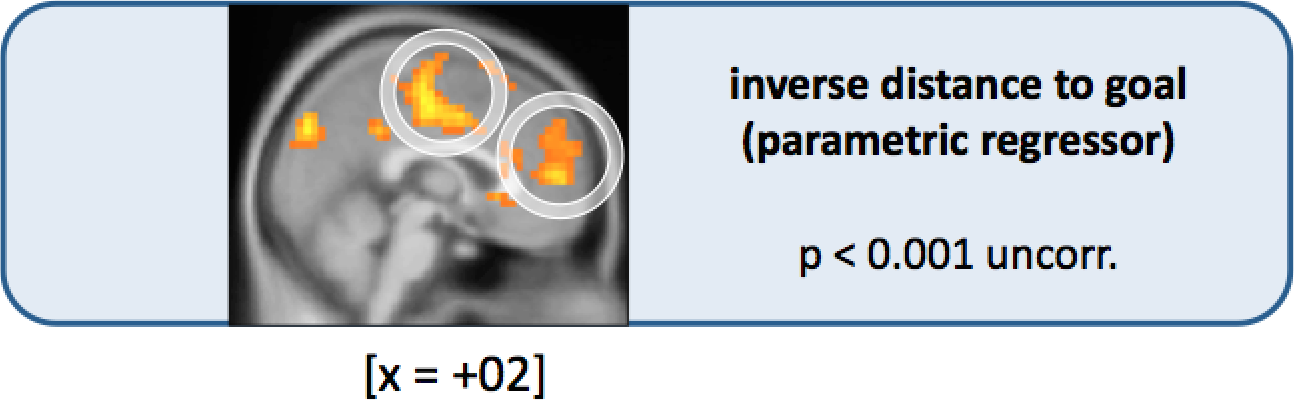 inverse distance to goal
(parametric regressor)
p < 0.001 uncorr.
[x = +02]